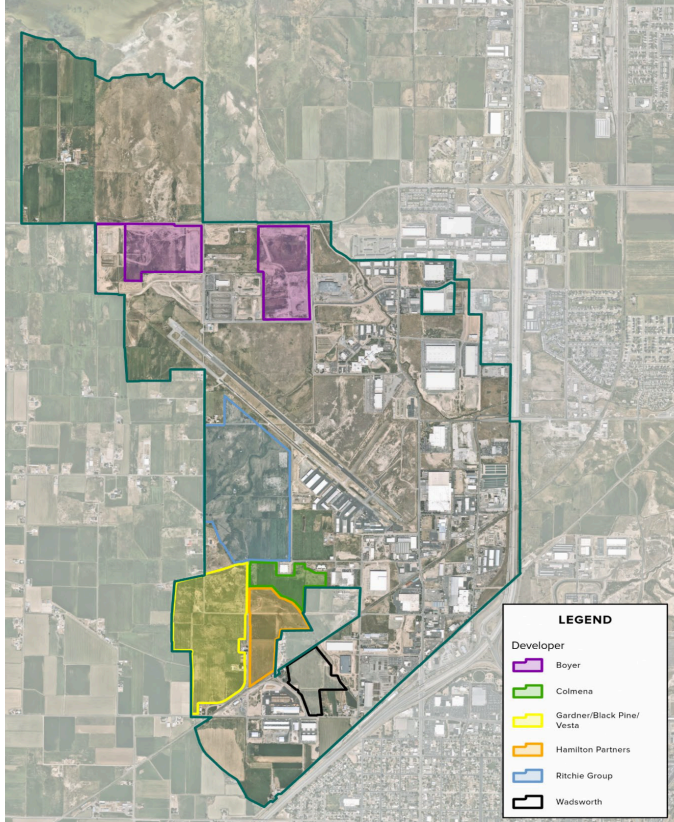 LEGEND
Developer
Boyer
Colmena
Gardner/Black Pine/
Vesta
Hamilton Partners
Ritchie Group
Wadsworth